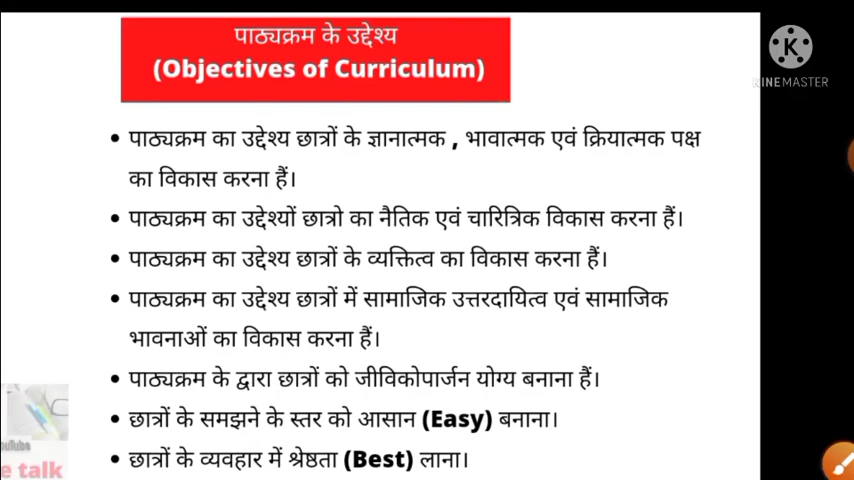 पाठ्यक्रम के उद्देश्य
(Objectives of Curriculum)
K
KINEMASTER
• पाठ्यक्रम का उद्देश्य छात्रों के ज्ञानात्मक , भावात्मक एवं क्रियात्मक पक्ष
का विकास करना हैं।
• पाठ्यक्रम का उद्देश्यों छात्रो का नैतिक एवं चारित्रिक विकास करना हैं।
• पाठ्यक्रम का उद्देश्य छात्रों के व्यक्तित्व का विकास करना हैं।
• पाठ्यक्रम का उद्देश्य छात्रों में सामाजिक उत्तरदायित्व एवं सामाजिक
भावनाओं का विकास करना हैं।
• पाठ्यक्रम के द्वारा छात्रों को जीविकोपार्जन योग्य बनाना हैं।
• छात्रों के समझने के स्तर को आसान (Easy) बनाना।
• छात्रों के व्यवहार में श्रेष्ठता (Best) लाना।
ouTube
e talk